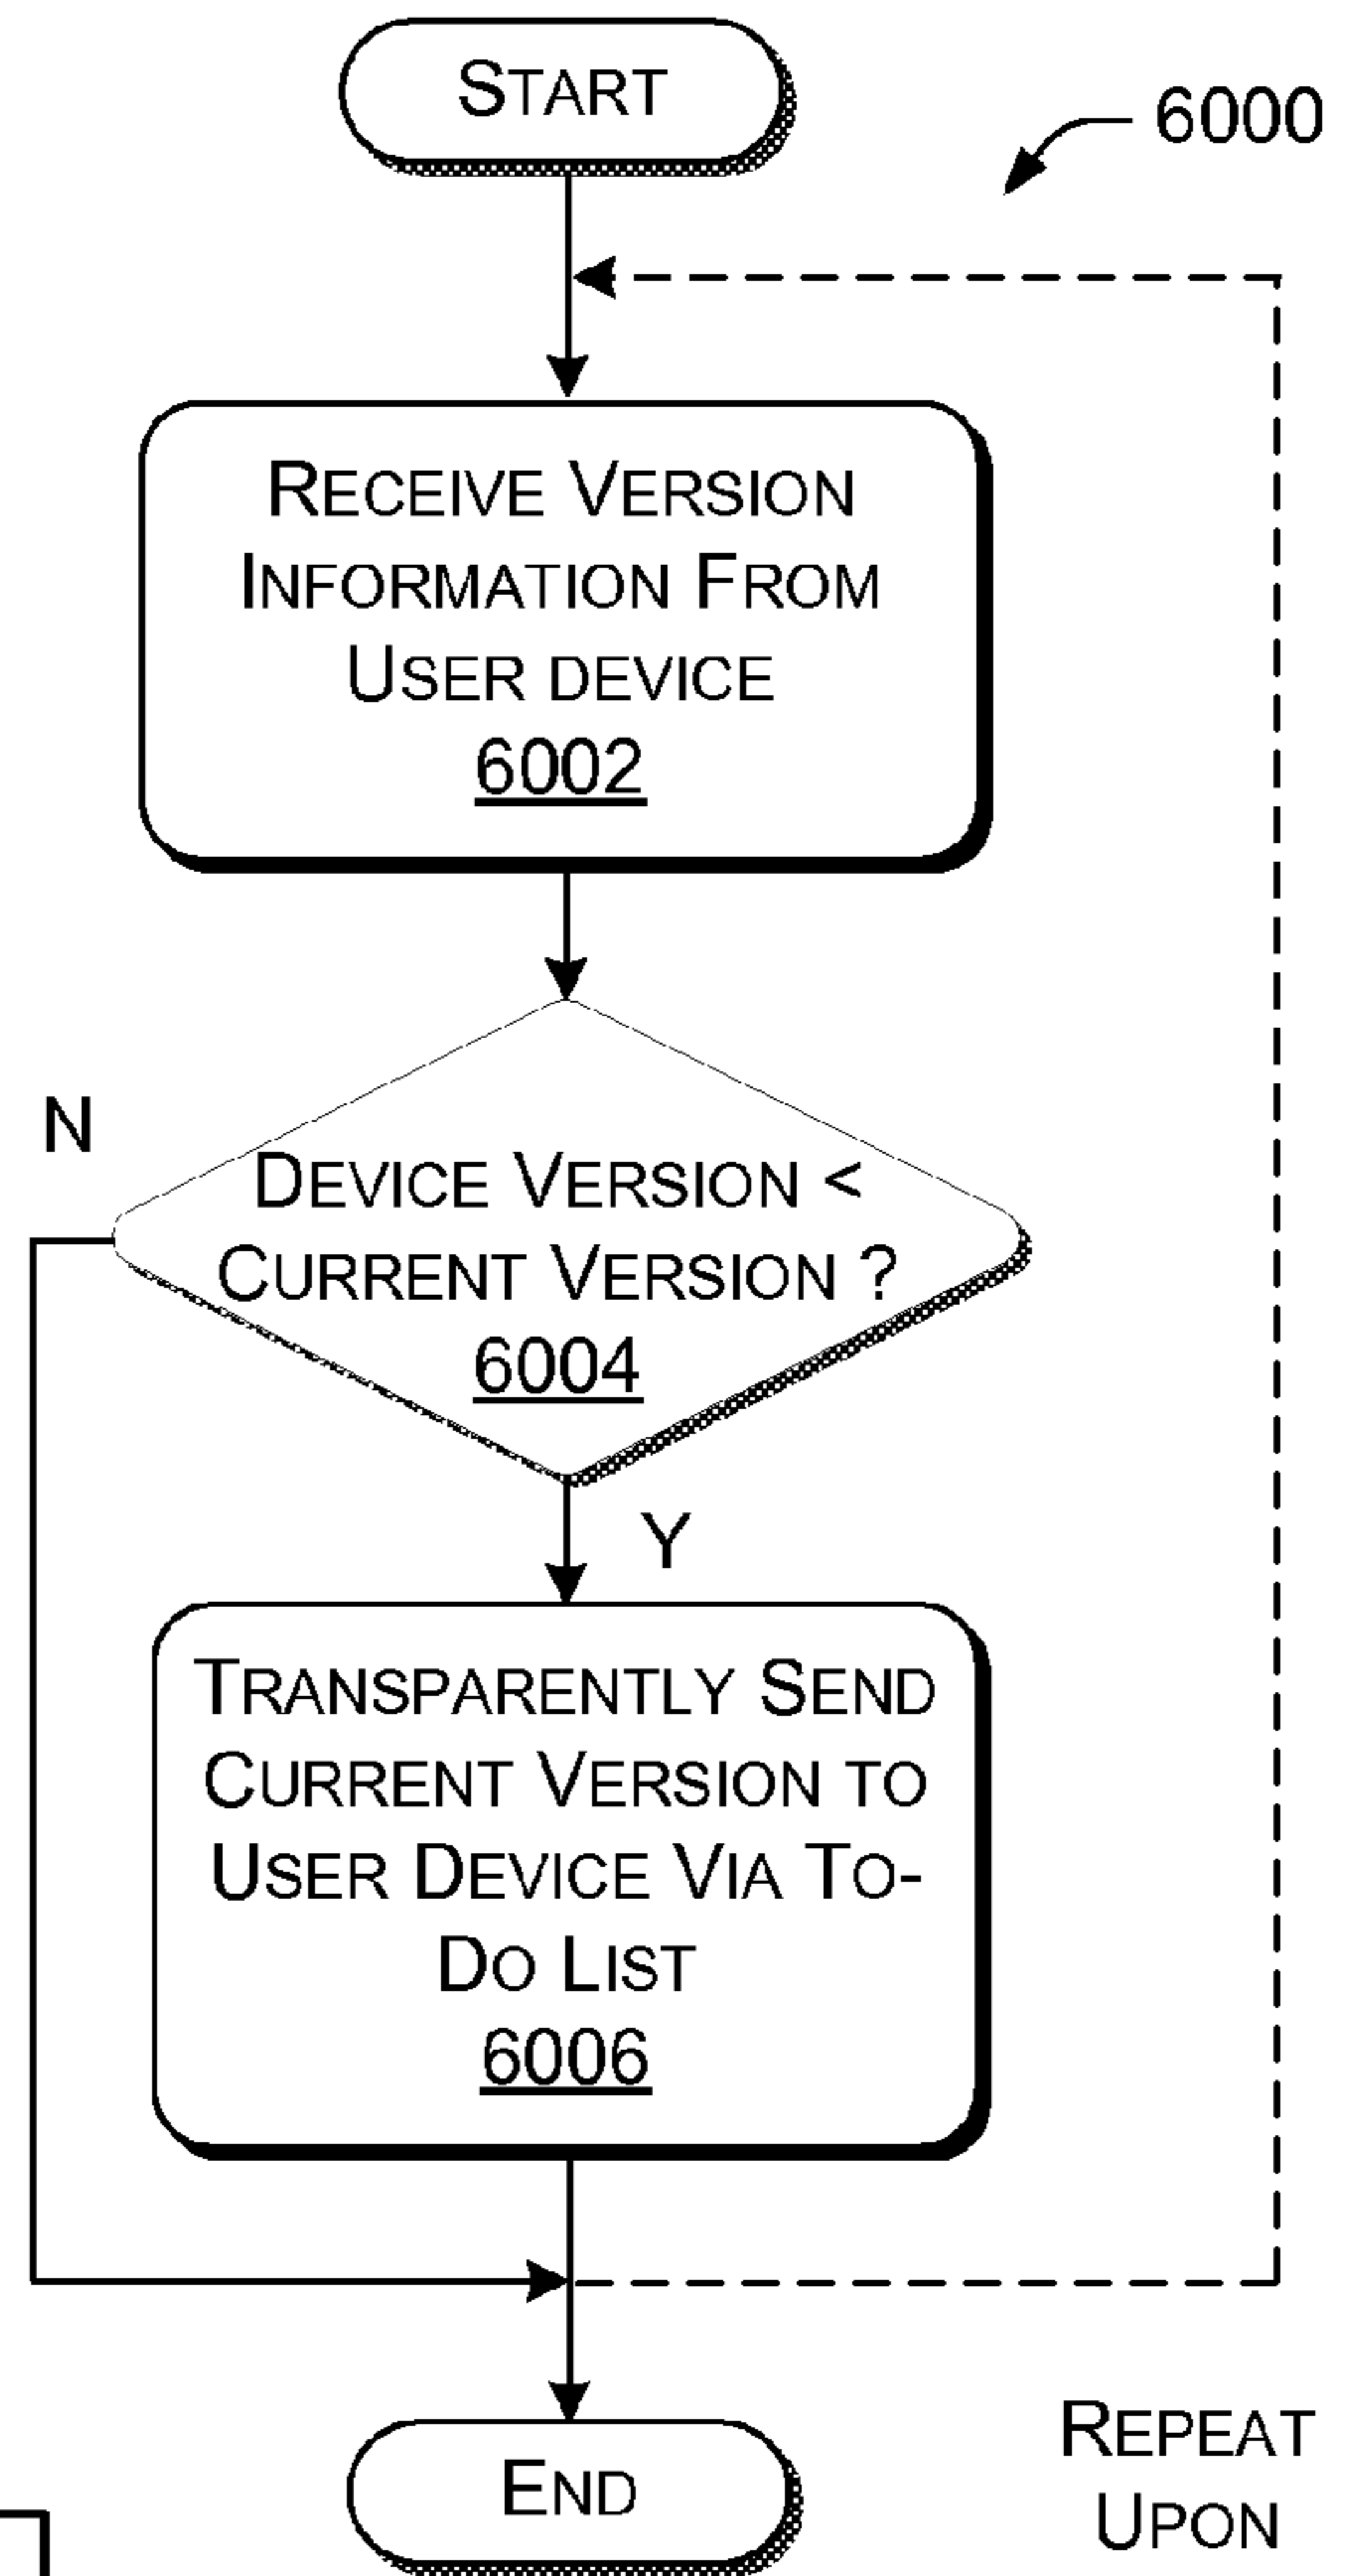 START
6000
RECEIVE VERSION
INFORMATION FROM
USER DEVICE
6002
N
DEVICE VERSION <
CURRENT VERSION ?
6004
Y
TRANSPARENTLY SEND
CURRENT VERSION TO
USER DEVICE VIA TO-
DO LIST
6006
END
REPEAT
UPON